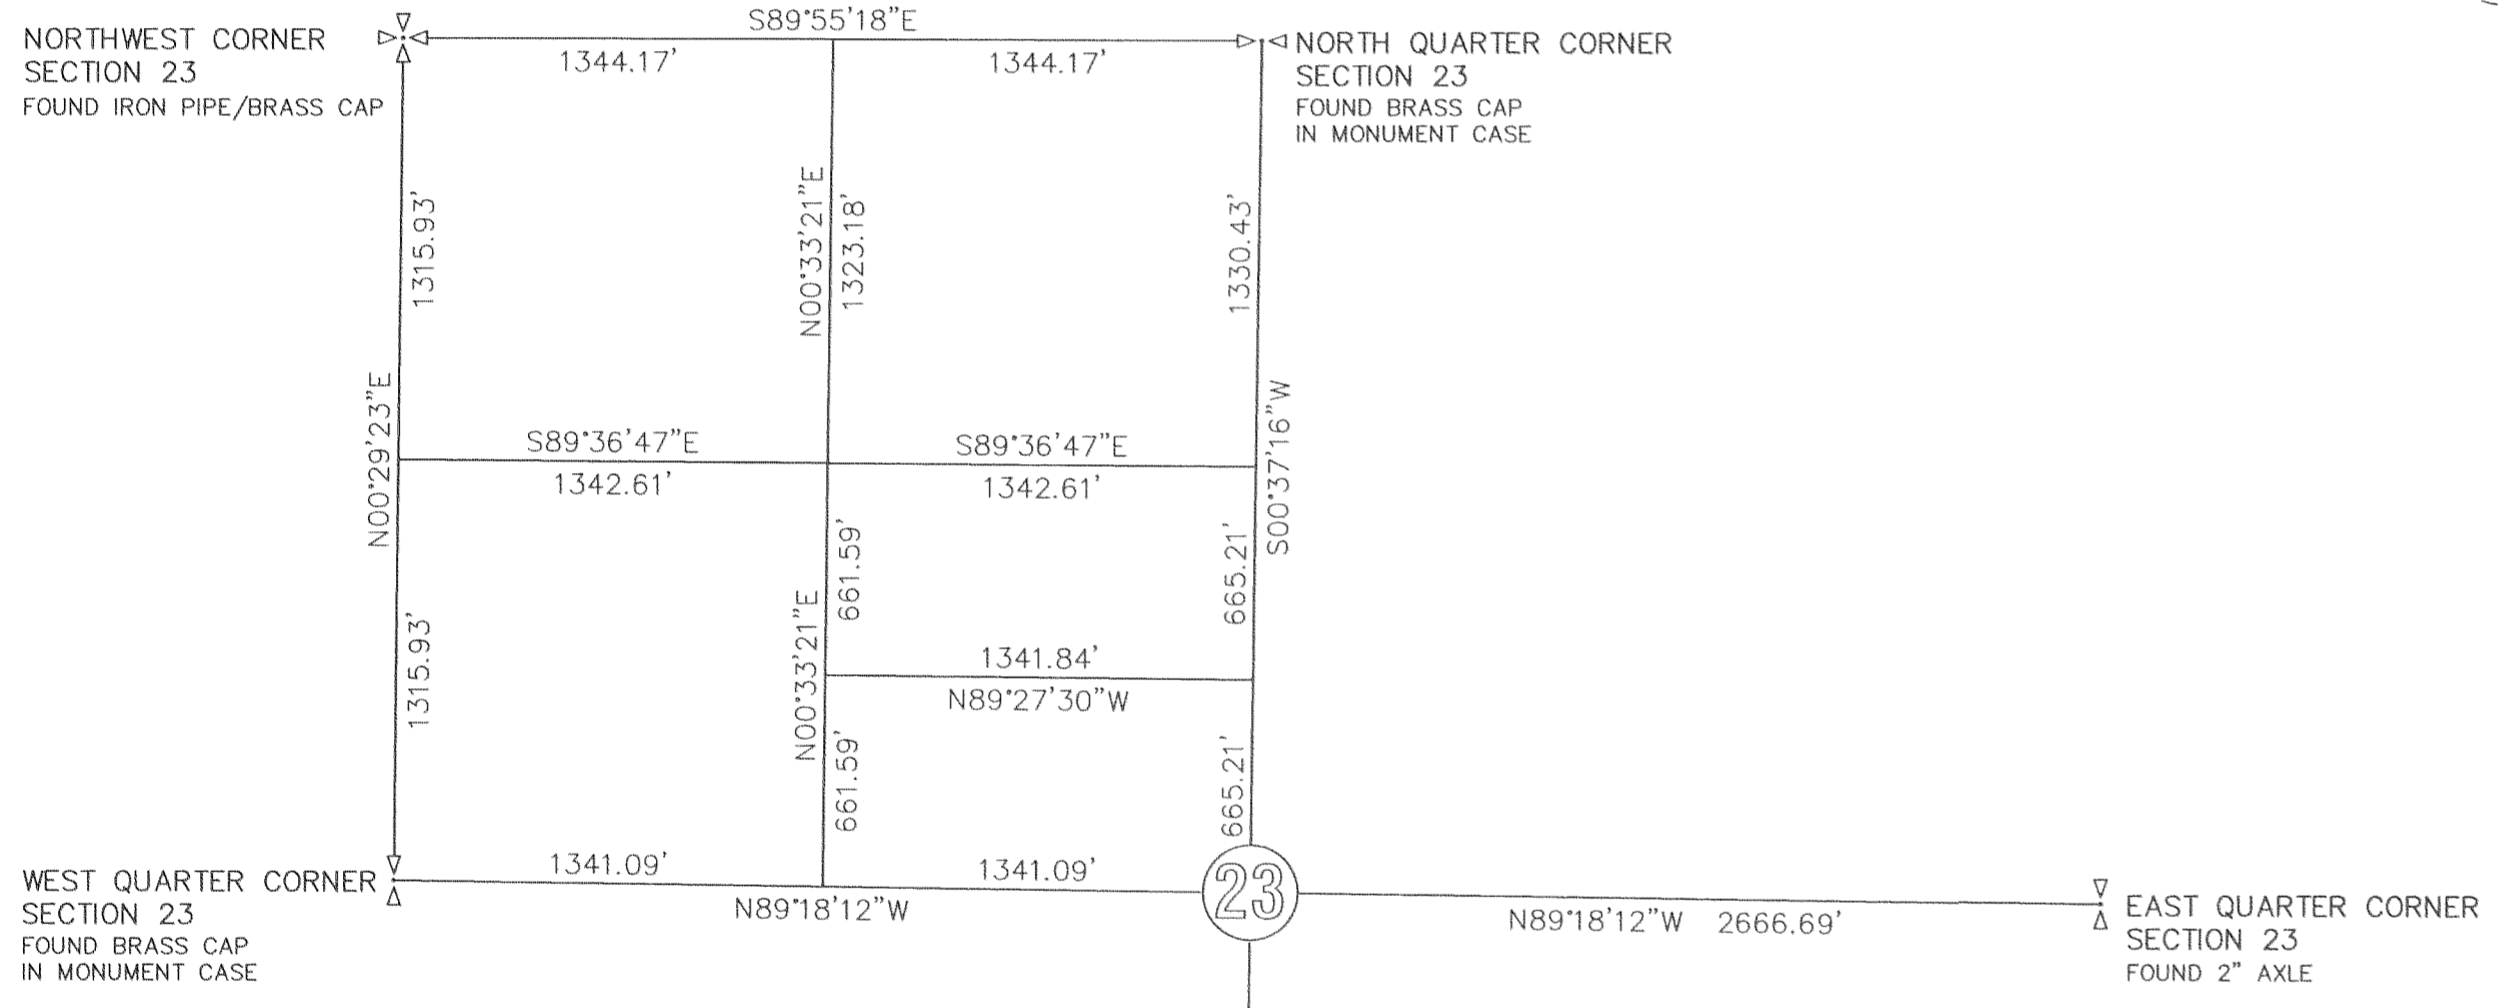 S89°55'18"E
NORTHWEST CORNER
SECTION 23
FOUND IRON PIPE/BRASS CAP
1344.17'
1344.17'
NORTH QUARTER CORNER
SECTION 23
FOUND BRASS CAP
IN MONUMENT CASE
1315.93'
N00°33'21"E
1323.18'
1330.43'
N00°29'23"E
S89°36'47"E
1342.61'
S89°36'47"E
1342.61'
S00°37'16"W
661.59'
665.21'
1315.93'
N00°33'21"E
1341.84'
N89°27'30"W
661.59'
665.21'
WEST QUARTER CORNER
SECTION 23
FOUND BRASS CAP
IN MONUMENT CASE
1341.09'
1341.09'
N89°18'12"W
23
N89°18'12"W 2666.69'
EAST QUARTER CORNER
SECTION 23
FOUND 2" AXLE